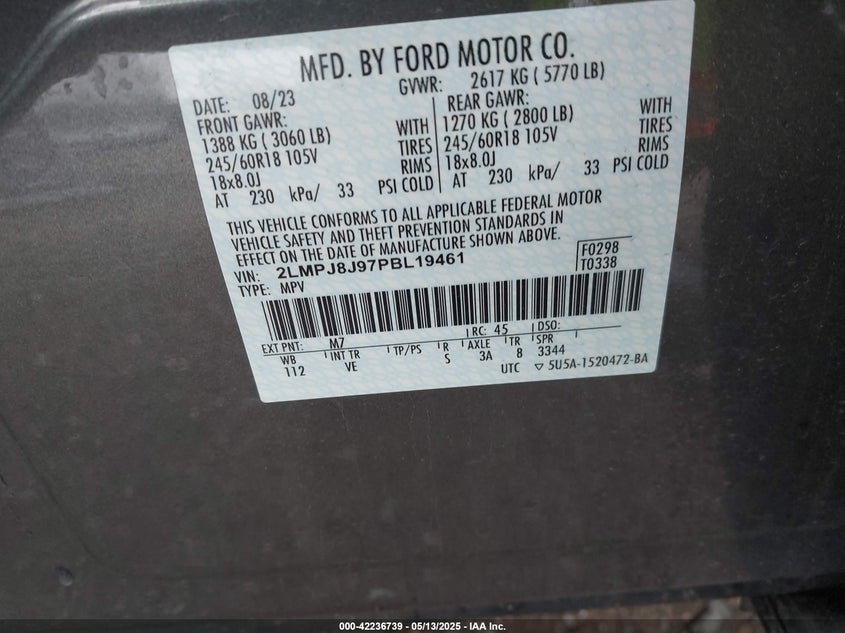 MFD. BY FORD MOTOR CO.
DATE: 08/23
GVWR: 2617 KG ( 5770 LB)
FRONT GAWR:
1388 KG ( 3060 LB) WITH
245/60R18 105V TIRES
18x8.0J RIMS
AT 230 kPa/ 33 PSI COLD
REAR GAWR:
1270 KG ( 2800 LB) WITH
245/60R18 105V TIRES
18x8.0J RIMS
AT 230 kPa/ 33 PSI COLD
THIS VEHICLE CONFORMS TO ALL APPLICABLE FEDERAL MOTOR
VEHICLE SAFETY AND THEFT PREVENTION STANDARDS IN
EFFECT ON THE DATE OF MANUFACTURE SHOWN ABOVE.
VIN: 2LMPJ8J97PBL19461
TYPE: MPV
F0298
T0338
EXT PNT: M7 RC: 45 DSO:
WB INT TR TP/PS R AXLE TR SPR
112 VE S 3A 8 3344
UTC ▽ 5U5A-1520472-BA
000-42236739 - 05/13/2025 - IAA Inc.